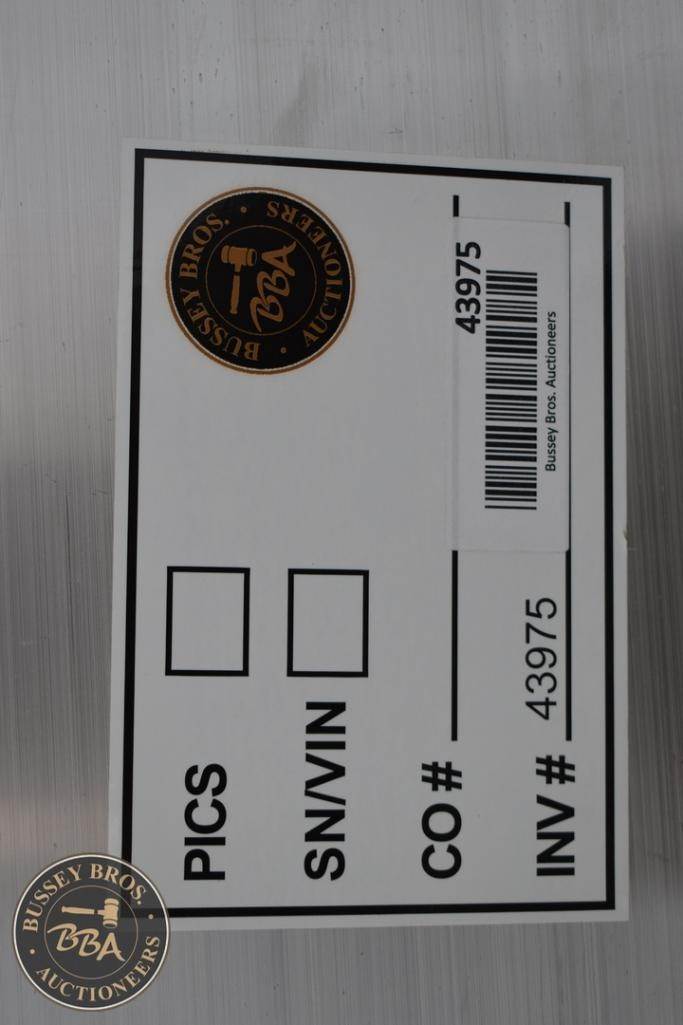 BUSSEY BROS. • AUCTIONEERS •
BBA
PICS
SN/VIN
CO #
43975
Bussey Bros. Auctioneers
INV # 43975
BUSSEY BROS. • AUCTIONEERS •
BBA